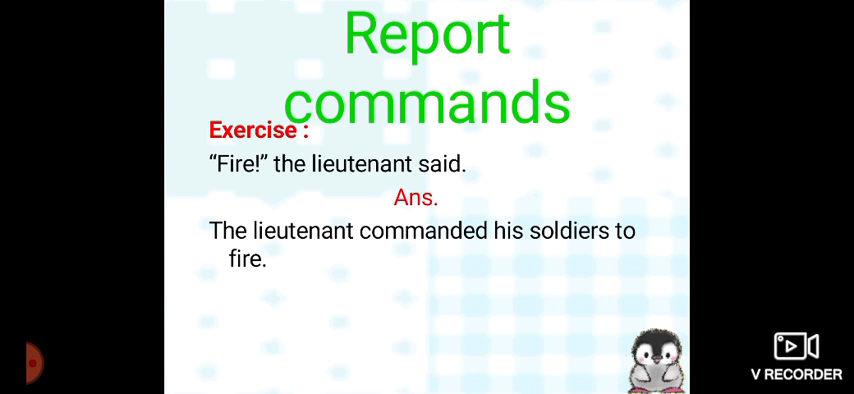 Report
commands
Exercise :
“Fire!” the lieutenant said.
Ans.
The lieutenant commanded his soldiers to
fire.
V RECORDER